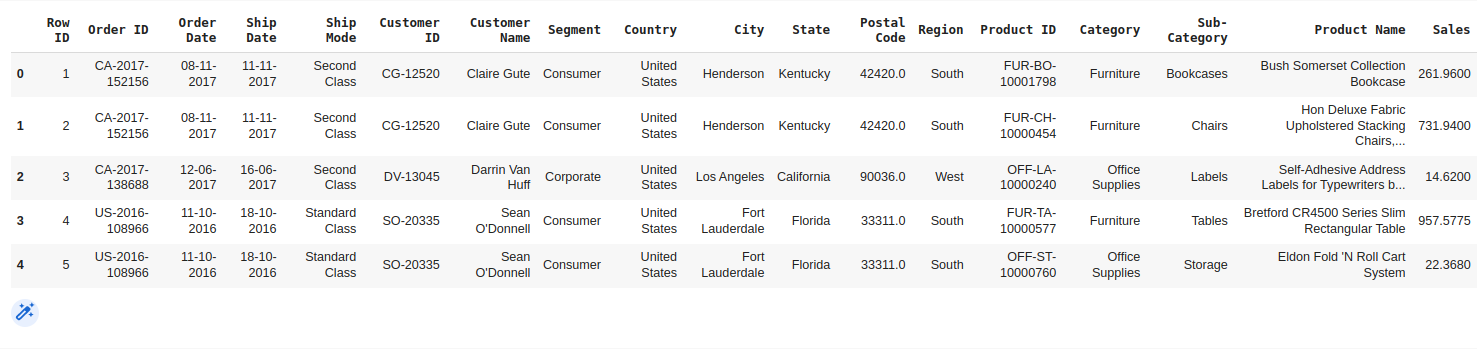 Row ID Order ID Order Date Ship Date Ship Mode Customer ID Customer Name Segment Country City State Postal Code Region Product ID Category Sub-Category Product Name Sales
0 1 CA-2017-152156 08-11-2017 11-11-2017 Second Class CG-12520 Claire Gute Consumer United States Henderson Kentucky 42420.0 South FUR-BO-10001798 Furniture Bookcases Bush Somerset Collection Bookcase 261.9600
1 2 CA-2017-152156 08-11-2017 11-11-2017 Second Class CG-12520 Claire Gute Consumer United States Henderson Kentucky 42420.0 South FUR-CH-10000454 Furniture Chairs Hon Deluxe Fabric Upholstered Stacking Chairs,... 731.9400
2 3 CA-2017-138688 12-06-2017 16-06-2017 Second Class DV-13045 Darrin Van Huff Corporate United States Los Angeles California 90036.0 West OFF-LA-10000240 Office Supplies Labels Self-Adhesive Address Labels for Typewriters b... 14.6200
3 4 US-2016-108966 11-10-2016 18-10-2016 Standard Class SO-20335 Sean O'Donnell Consumer United States Fort Lauderdale Florida 33311.0 South FUR-TA-10000577 Furniture Tables Bretford CR4500 Series Slim Rectangular Table 957.5775
4 5 US-2016-108966 11-10-2016 18-10-2016 Standard Class SO-20335 Sean O'Donnell Consumer United States Fort Lauderdale Florida 33311.0 South OFF-ST-10000760 Office Supplies Storage Eldon Fold 'N Roll Cart System 22.3680